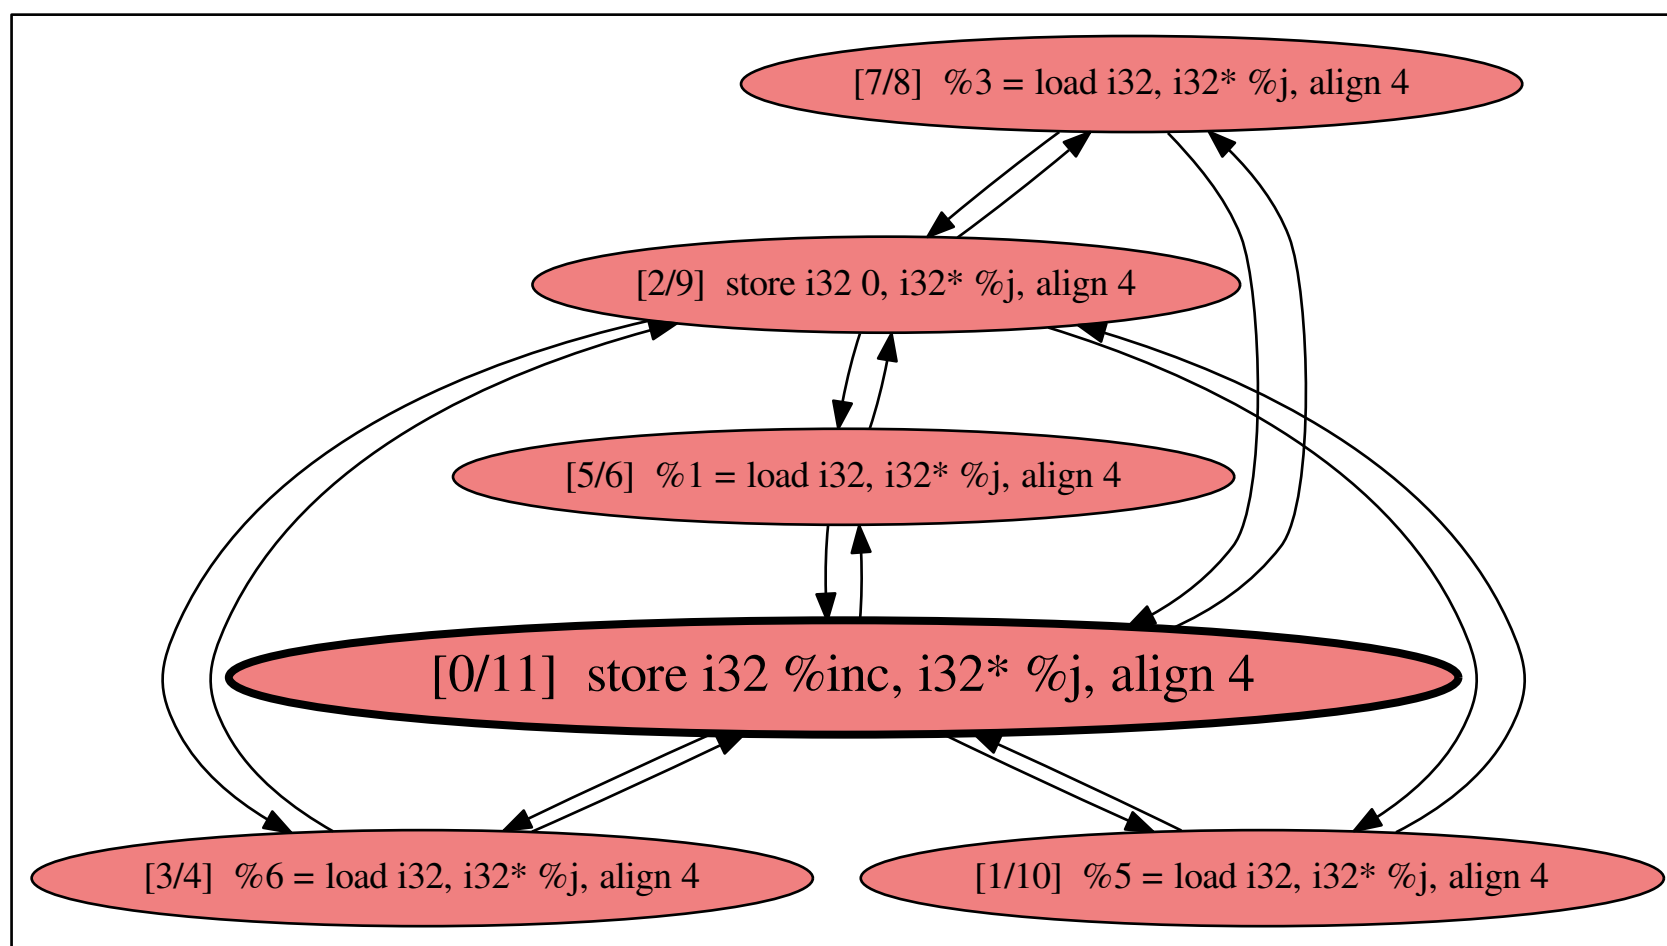 [7/8] %3 = load i32, i32* %j, align 4
[2/9] store i32 0, i32* %j, align 4
[5/6] %1 = load i32, i32* %j, align 4
[0/11] store i32 %inc, i32* %j, align 4
[3/4] %6 = load i32, i32* %j, align 4
[1/10] %5 = load i32, i32* %j, align 4